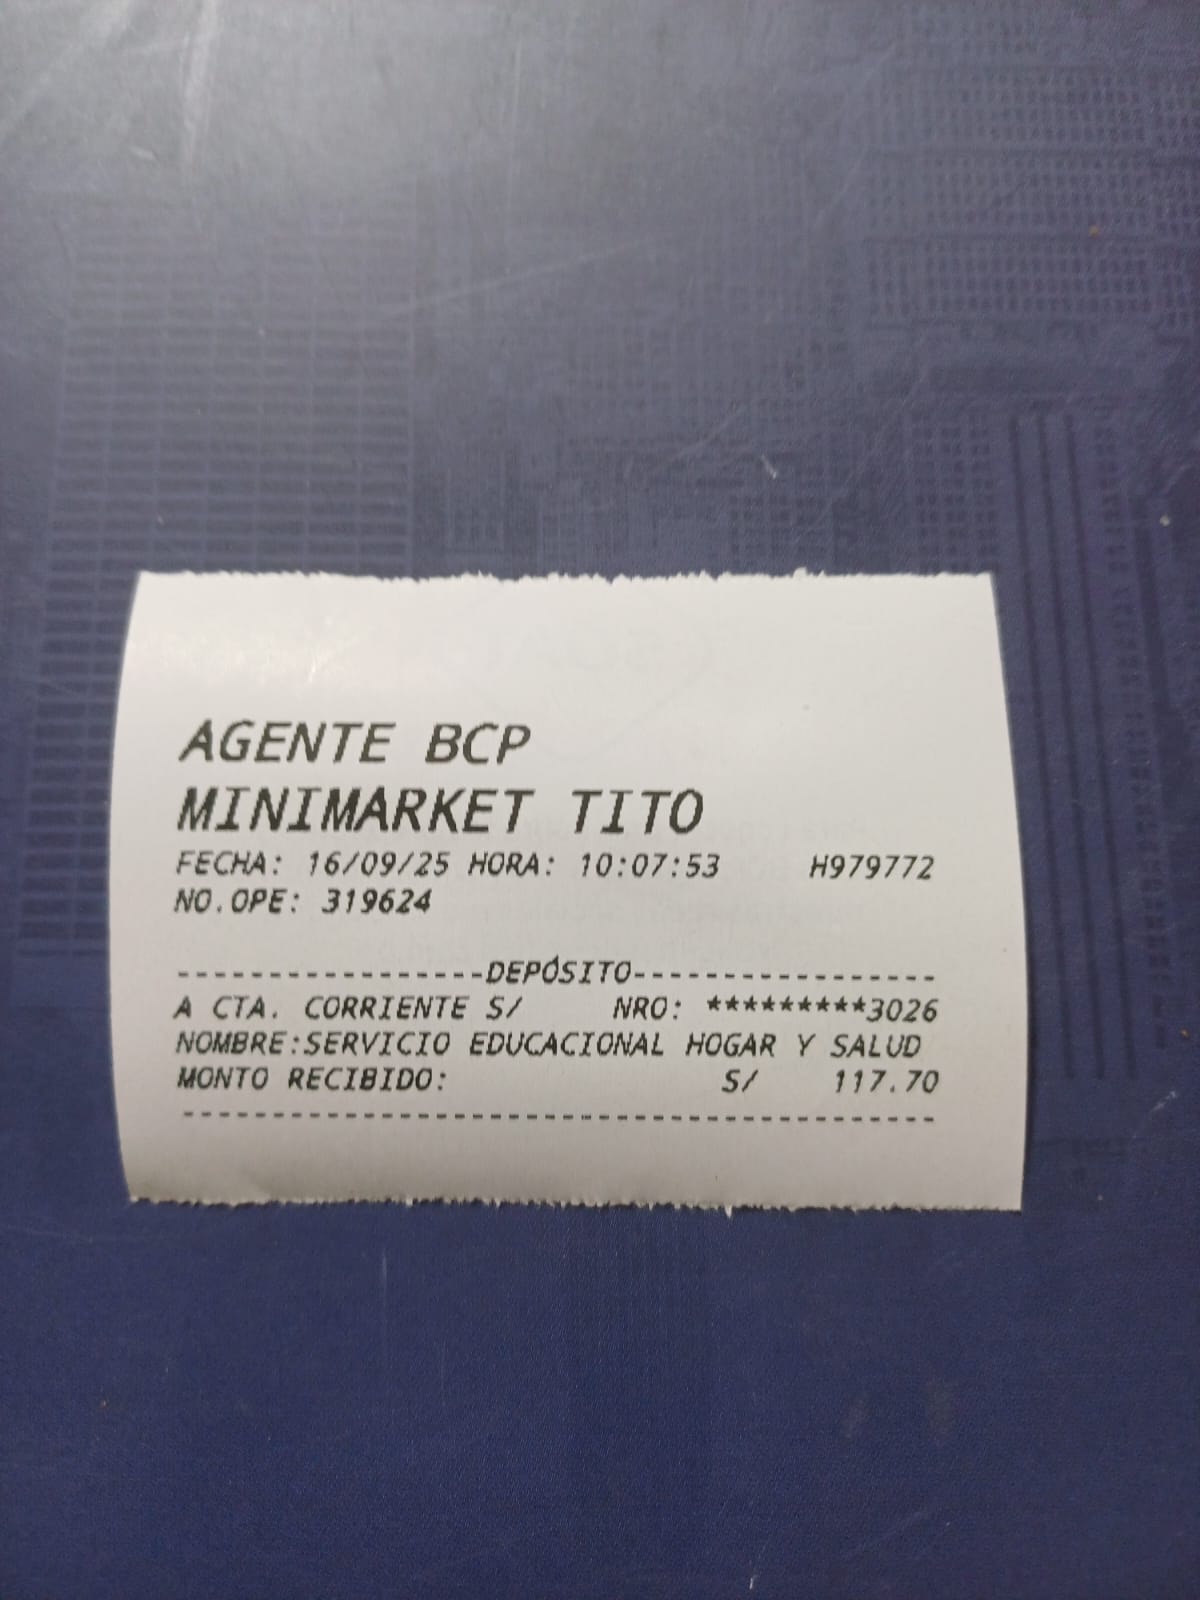 AGENTE BCP
MINIMARKET TITO
FECHA: 16/09/25 HORA: 10:07:53 H979772
NO.OPE: 319624
-----------------DEPÓSITO-----------------
A CTA. CORRIENTE S/ NRO: *********3026
NOMBRE:SERVICIO EDUCACIONAL HOGAR Y SALUD
MONTO RECIBIDO: S/ 117.70
------------------------------------------